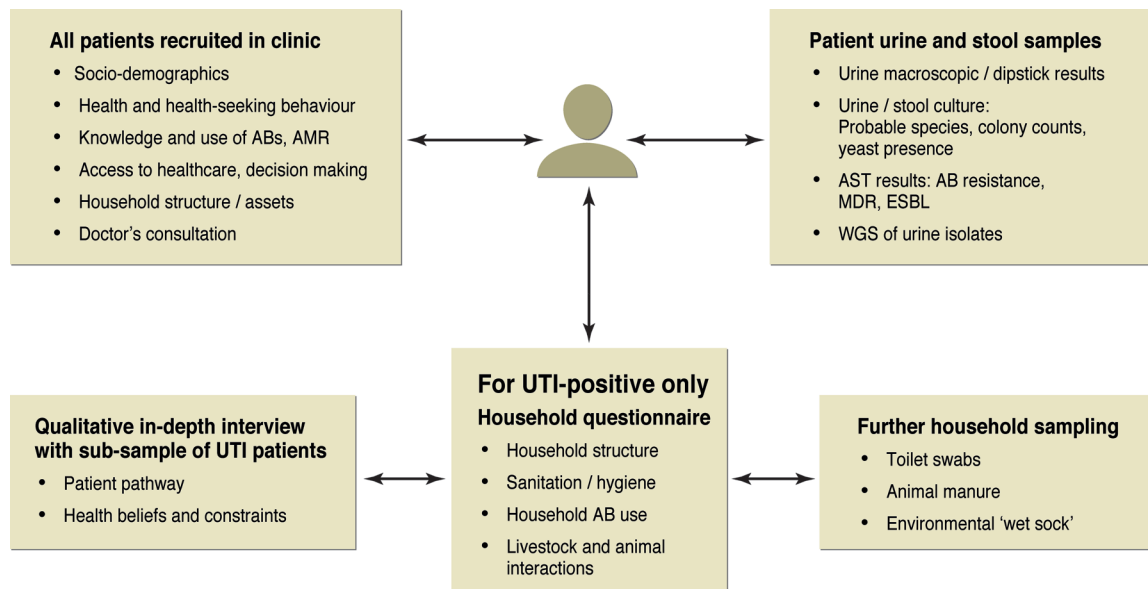 All patients recruited in clinic
• Socio-demographics
• Health and health-seeking behaviour
• Knowledge and use of ABs, AMR
• Access to healthcare, decision making
• Household structure / assets
• Doctor's consultation
Patient urine and stool samples
• Urine macroscopic / dipstick results
• Urine / stool culture:
Probable species, colony counts,
yeast presence
• AST results: AB resistance,
MDR, ESBL
• WGS of urine isolates
Qualitative in-depth interview
with sub-sample of UTI patients
• Patient pathway
• Health beliefs and constraints
For UTI-positive only
Household questionnaire
• Household structure
• Sanitation / hygiene
• Household AB use
• Livestock and animal
interactions
Further household sampling
• Toilet swabs
• Animal manure
• Environmental ‘wet sock’